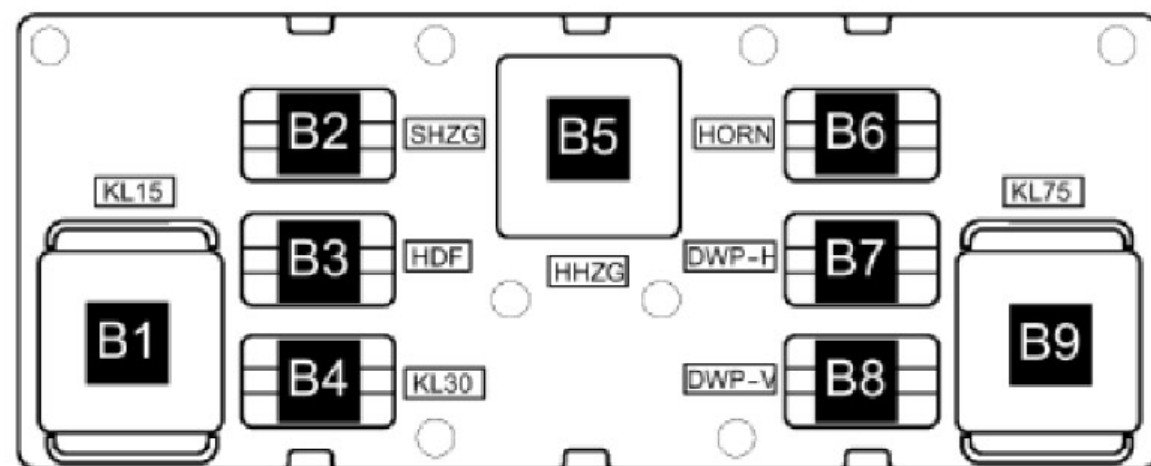 B2 SHZG B5 HORN B6
KL15 KL75
B3 HDF HHZG DWP-H B7
B1 B9
B4 KL30 DWP-V B8